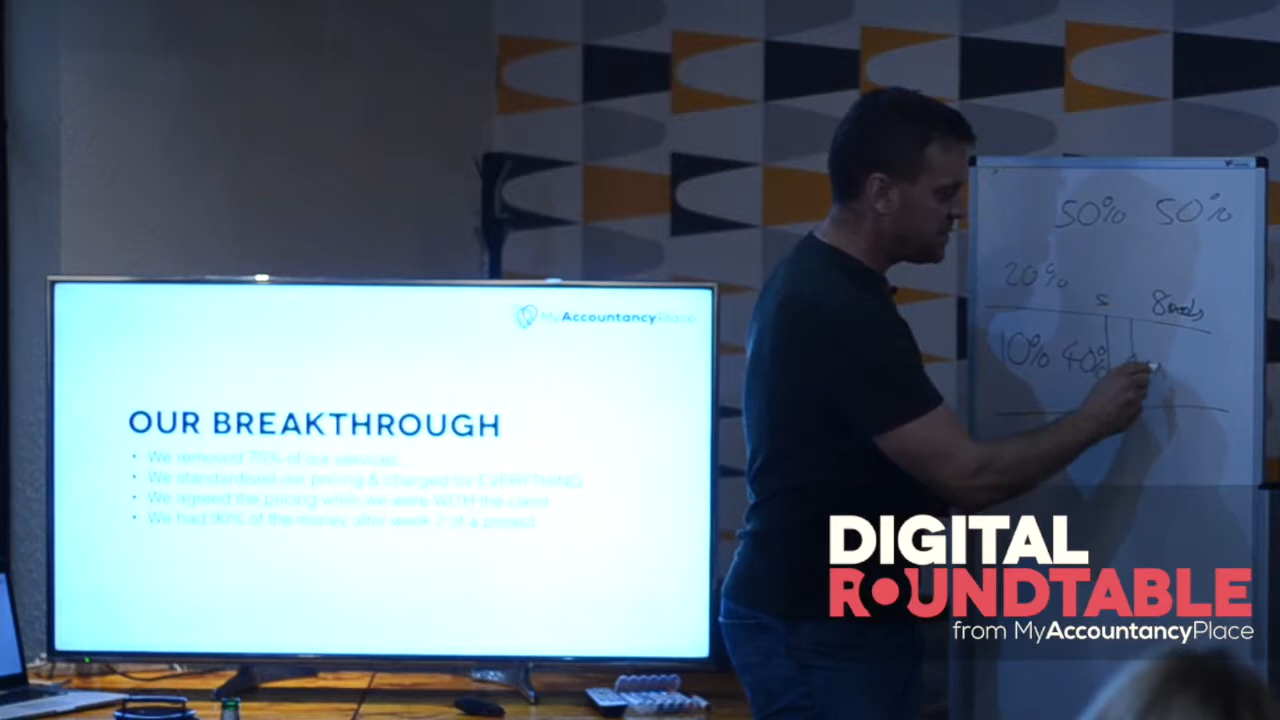 MyAccountancyPlace
OUR BREAKTHROUGH
• We removed 75% of our services
• We standardised our pricing & charged for EVERYTHING
• We agreed the pricing while we were WITH the client
• We had 90% of the money after week 2 of a project
50% 50%
20%
10% 40%
DIGITAL
ROUNDTABLE
from MyAccountancyPlace